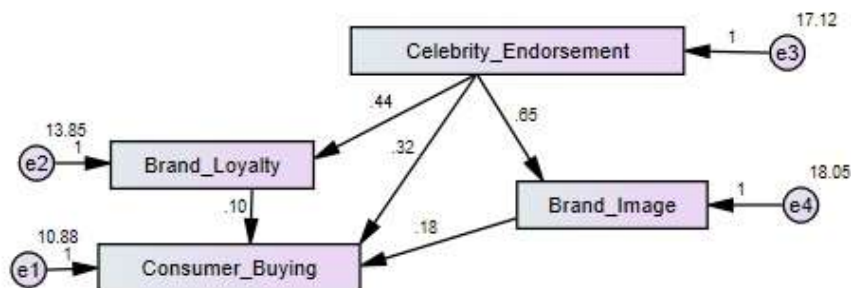 17.12
Celebrity_Endorsement
1
e3
.44
.32
.65
13.85
1
e2
Brand_Loyalty
18.05
Brand_Image
1
e4
.10
.18
10.88
1
e1
Consumer_Buying